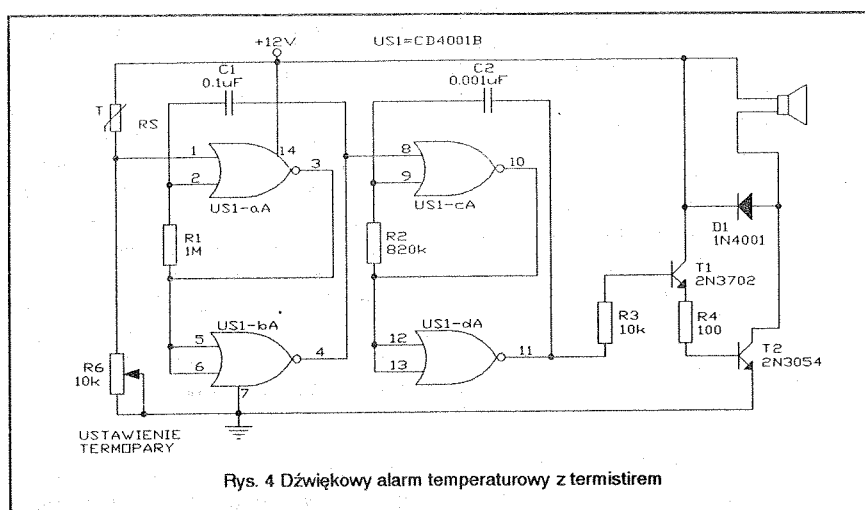 +12V
US1=CD4001B
C1
0.1uF
C2
0.001uF
T
RS
1
2
14
3
US1-aA
8
9
10
US1-cA
R1
1M
R2
820k
D1
1N4001
T1
2N3702
R3
10k
R4
100
US1-bA
5
6
4
7
US1-dA
12
13
11
T2
2N3054
R6
10k
USTAWIENIE
TERMOPARY
Rys. 4 Dźwiękowy alarm temperaturowy z termistirem